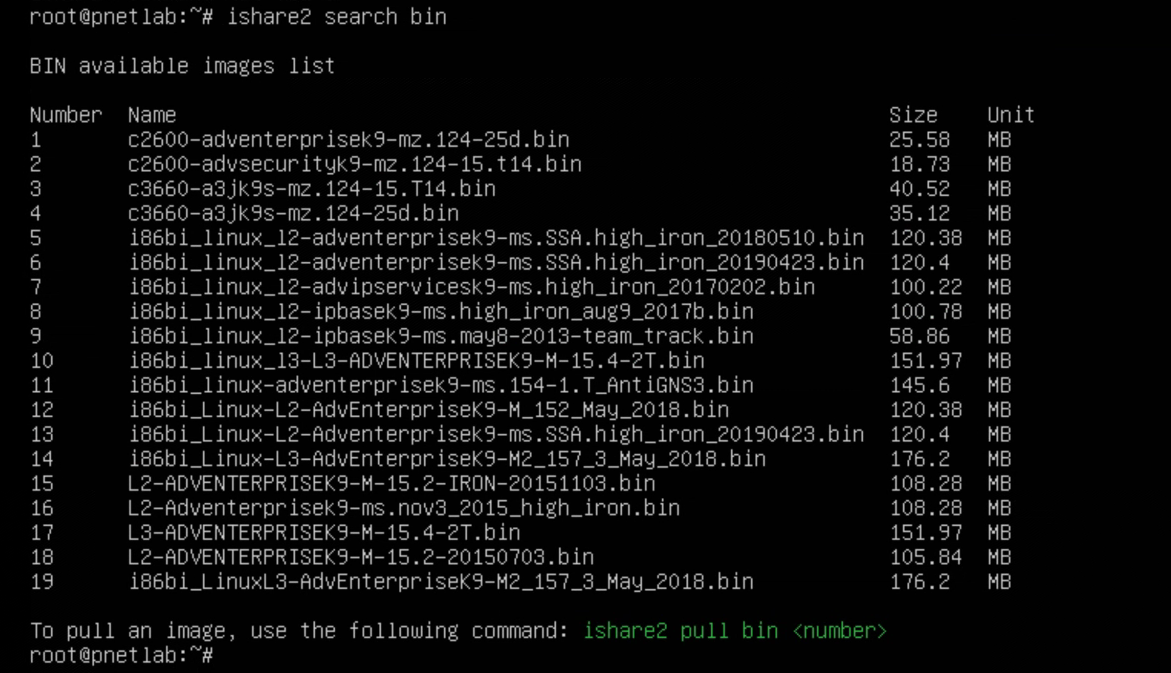 root@pnetlab:~# ishare2 search bin
BIN available images list
Number Name Size Unit
1 c2600-adventerprisek9-mz.124-25d.bin 25.58 MB
2 c2600-advsecurityk9-mz.124-15.t14.bin 18.73 MB
3 c3660-a3jk9s-mz.124-15.T14.bin 40.52 MB
4 c3660-a3jk9s-mz.124-25d.bin 35.12 MB
5 i86bi_linux_l2-adventerprisek9-ms.SSA.high_iron_20180510.bin 120.38 MB
6 i86bi_linux_l2-adventerprisek9-ms.SSA.high_iron_20190423.bin 120.4 MB
7 i86bi_linux_l2-advipservicesk9-ms.high_iron_20170202.bin 100.22 MB
8 i86bi_linux_l2-ipbasek9-ms.high_iron_aug9_2017b.bin 100.78 MB
9 i86bi_linux_l2-ipbasek9-ms.may8-2013-team_track.bin 58.86 MB
10 i86bi_linux_l3-L3-ADVENTERPRISEK9-M-15.4-2T.bin 151.97 MB
11 i86bi_linux-adventerprisek9-ms.154-1.T_AntiGNS3.bin 145.6 MB
12 i86bi_Linux-L2-AdvEnterpriseK9-M_152_May_2018.bin 120.38 MB
13 i86bi_Linux-L2-AdvEnterpriseK9-ms.SSA.high_iron_20190423.bin 120.4 MB
14 i86bi_Linux-L3-AdvEnterpriseK9-M2_157_3_May_2018.bin 176.2 MB
15 L2-ADVENTERPRISEK9-M-15.2-IRON-20151103.bin 108.28 MB
16 L2-Adventerprisek9-ms.nov3_2015_high_iron.bin 108.28 MB
17 L3-ADVENTERPRISEK9-M-15.4-2T.bin 151.97 MB
18 L2-ADVENTERPRISEK9-M-15.2-20150703.bin 105.84 MB
19 i86bi_LinuxL3-AdvEnterpriseK9-M2_157_3_May_2018.bin 176.2 MB
To pull an image, use the following command: ishare2 pull bin <number>
root@pnetlab:~#